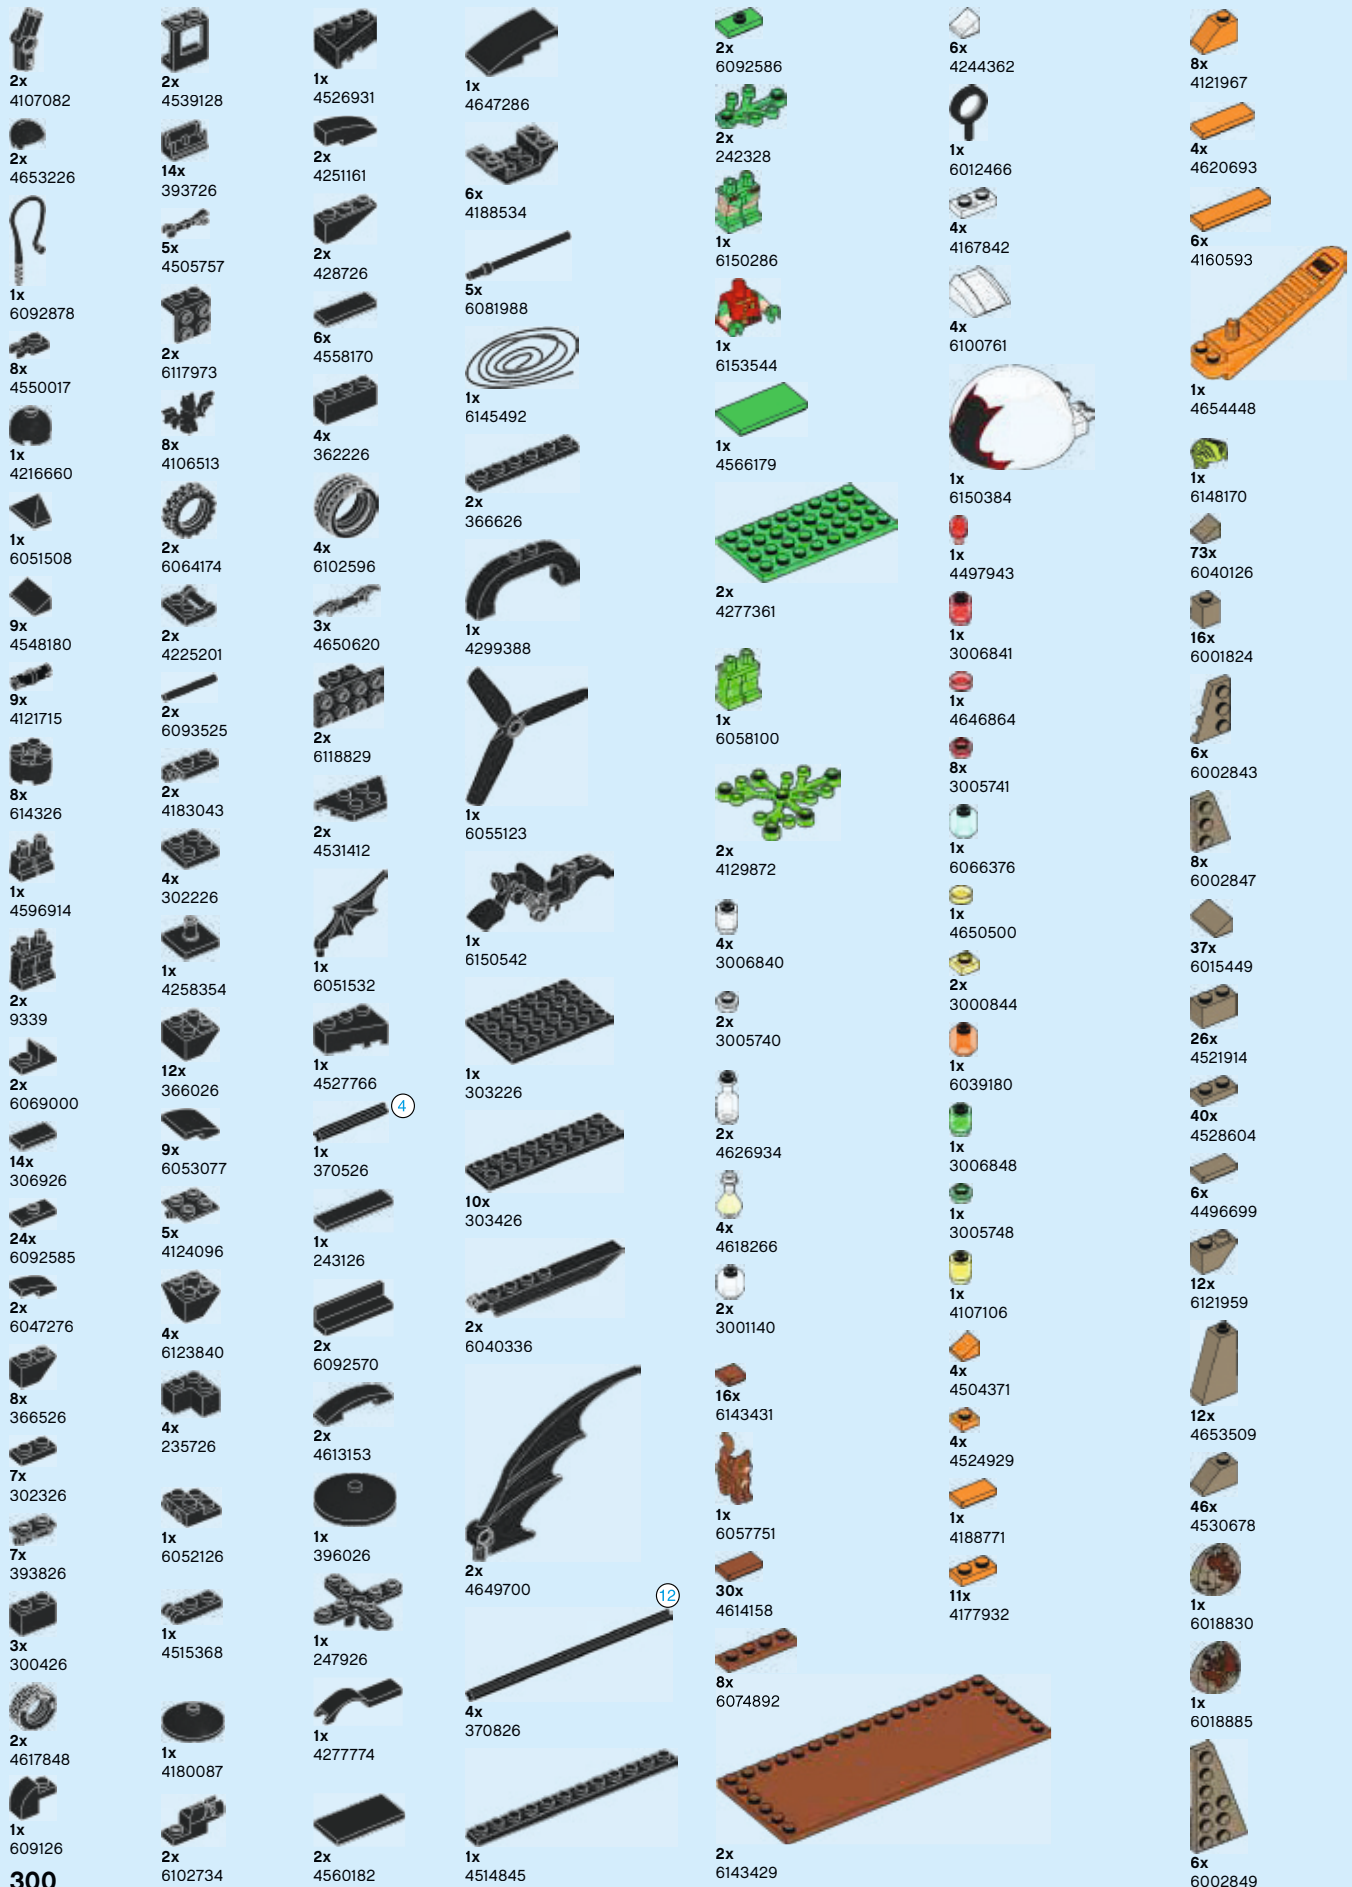 2x
4107082
2x
4653226
1x
6092878
8x
4550017
1x
4216660
1x
6051508
9x
4548180
9x
4121715
8x
614326
1x
4596914
2x
9339
2x
6069000
14x
306926
24x
6092585
2x
6047276
8x
366526
7x
302326
7x
393826
3x
300426
2x
4617848
1x
609126
300
2x
4539128
14x
393726
5x
4505757
2x
6117973
8x
4106513
2x
6064174
2x
4225201
2x
6093525
2x
4183043
4x
302226
1x
4258354
12x
366026
9x
6053077
5x
4124096
4x
6123840
4x
235726
1x
6052126
1x
4515368
1x
4180087
2x
6102734
1x
4526931
2x
4251161
2x
428726
6x
4558170
4x
362226
4x
6102596
3x
4650620
2x
6118829
2x
4531412
1x
6051532
1x
4527766
4
1x
370526
1x
243126
2x
6092570
2x
4613153
1x
396026
1x
247926
1x
4277774
2x
4560182
1x
4647286
6x
4188534
5x
6081988
1x
6145492
2x
366626
1x
4299388
1x
6055123
1x
6150542
1x
303226
10x
303426
2x
6040336
2x
4649700
12
4x
370826
1x
4514845
2x
6092586
2x
242328
1x
6150286
1x
6153544
1x
4566179
2x
4277361
1x
6058100
2x
4129872
4x
3006840
2x
3005740
2x
4626934
4x
4618266
2x
3001140
16x
6143431
1x
6057751
30x
4614158
8x
6074892
2x
6143429
6x
4244362
1x
6012466
4x
4167842
4x
6100761
1x
6150384
1x
4497943
1x
3006841
1x
4646864
8x
3005741
1x
6066376
1x
4650500
2x
3000844
1x
6039180
1x
3006848
1x
3005748
1x
4107106
4x
4504371
4x
4524929
1x
4188771
11x
4177932
8x
4121967
4x
4620693
6x
4160593
1x
4654448
1x
6148170
73x
6040126
16x
6001824
6x
6002843
8x
6002847
37x
6015449
26x
4521914
40x
4528604
6x
4496699
12x
6121959
12x
4653509
46x
4530678
1x
6018830
1x
6018885
6x
6002849